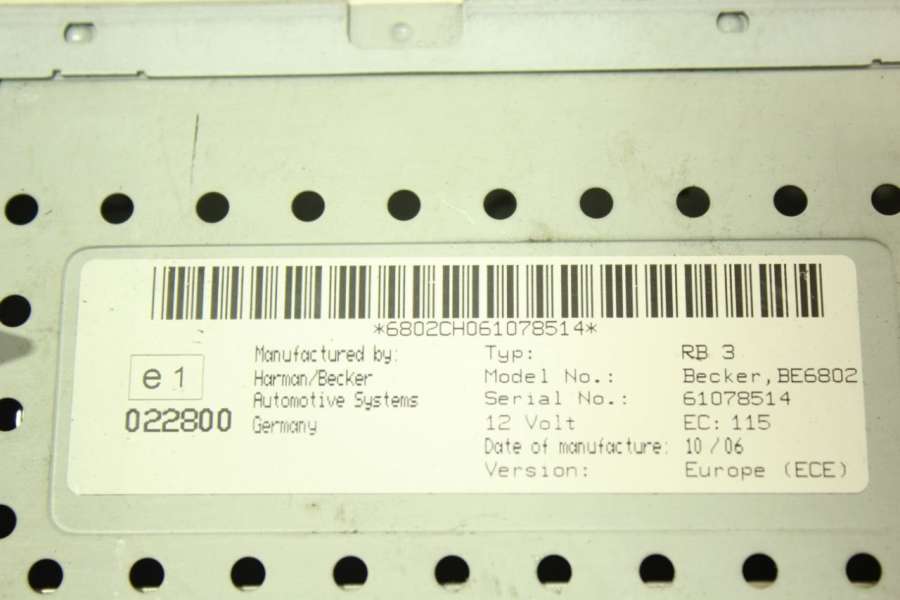 *6802CH061078514*
e1
022800
Manufactured by:
Harman/Becker
Automotive Systems
Germany
Typ: RB 3
Model No.: Becker,BE6802
Serial No.: 61078514
12 Volt EC: 115
Date of manufacture: 10/06
Version: Europe (ECE)